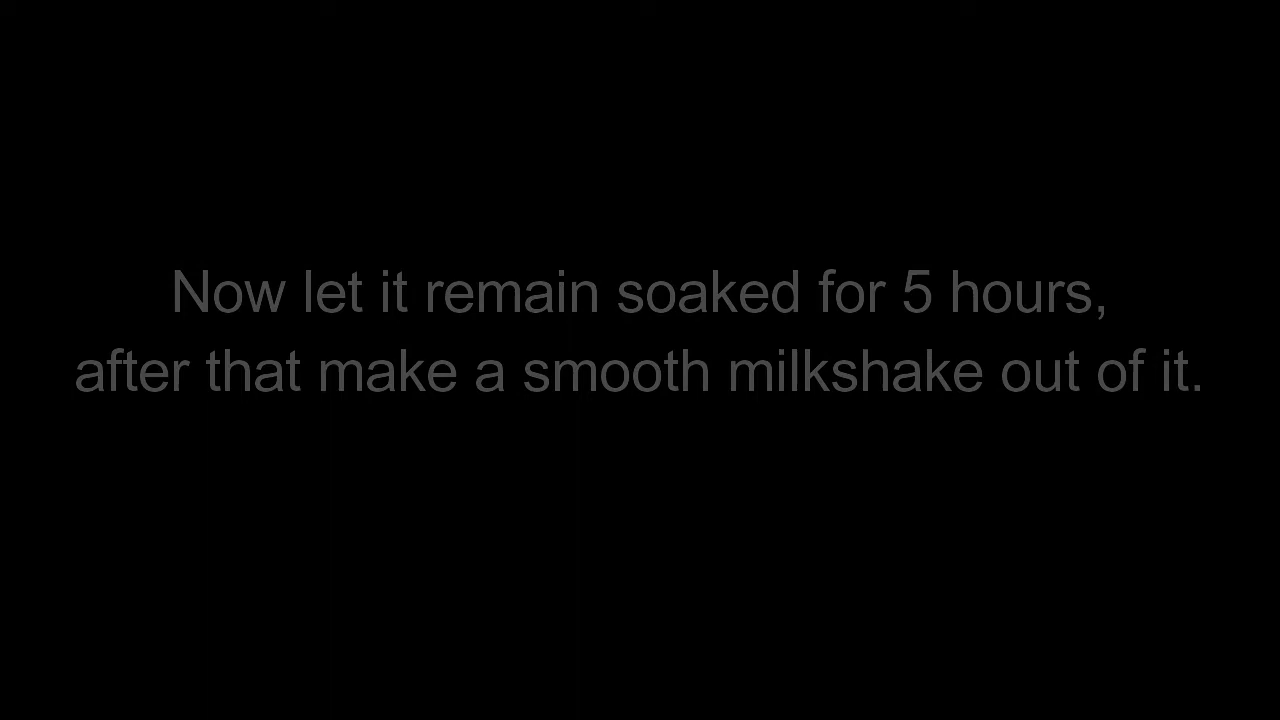 Now let it remain soaked for 5 hours,
after that make a smooth milkshake out of it.